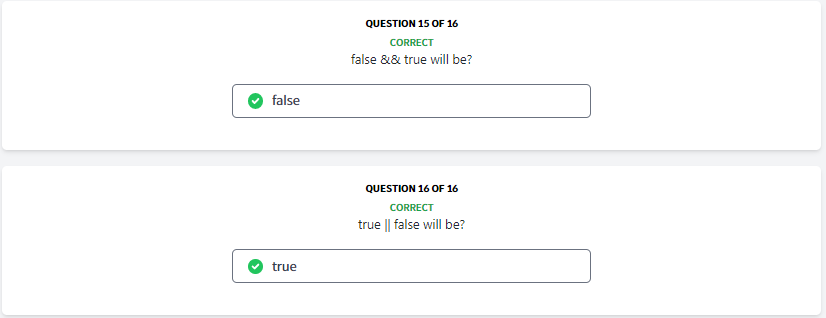 QUESTION 15 OF 16
CORRECT
false && true will be?
false
QUESTION 16 OF 16
CORRECT
true || false will be?
true